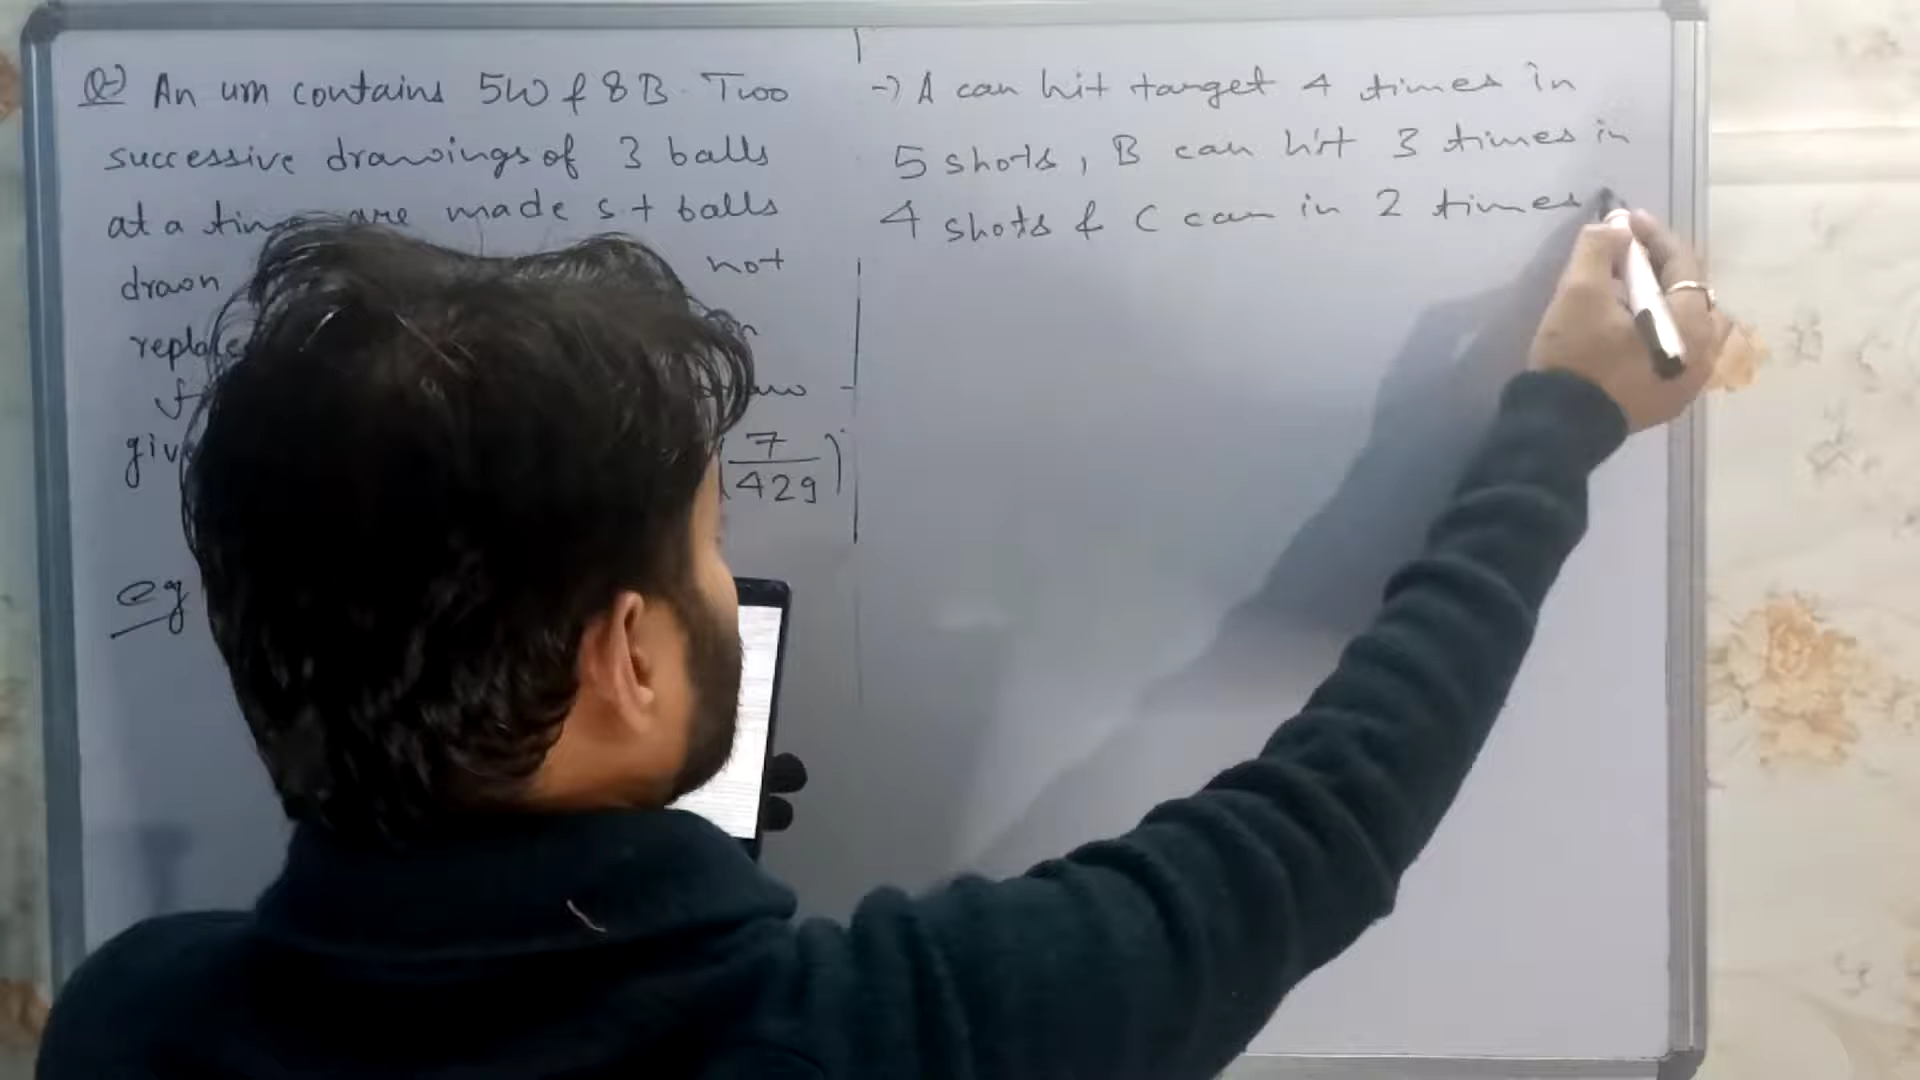 Q-) An urn contains 5W & 8B. Two
successive drawings of 3 balls
at a time are made s.t balls
drawn not
replace
draw
giv (7/429)
eg
-) A can hit target 4 times in
5 shots, B can hit 3 times in
4 shots & C can in 2 times